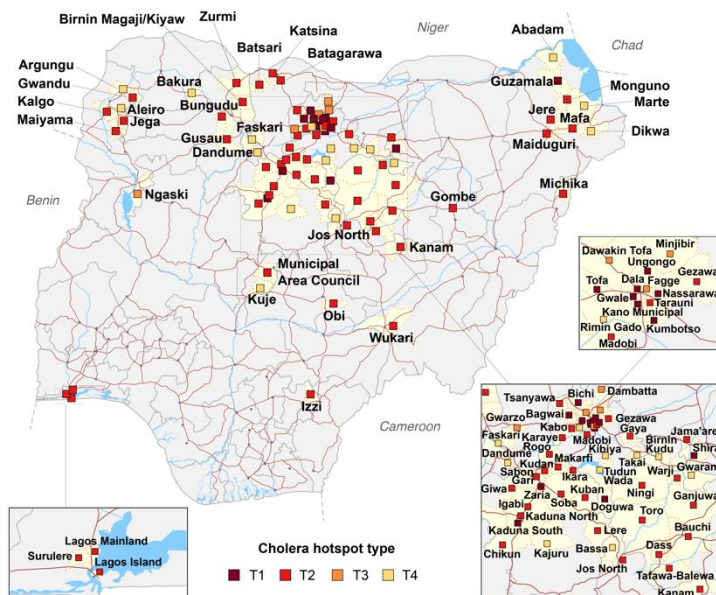 Birnin Magaji/Kiyaw
Zurmi
Katsina
Batsari
Batagarawa
Niger
Abadam
Chad
Argungu
Gwandu
Kalgo
Maiyama
Bakura
Aleiro
Jega
Bungudu
Gusau
Faskari
Dandume
Guzamala
Monguno
Marte
Jere
Mafa
Maiduguri
Dikwa
Benin
Ngaski
Gombe
Michika
Jos North
Kanam
Municipal
Area Council
Kuje
Obi
Wukari
Izzi
Cameroon
Minjibir
Dawakin Tofa
Ungongo
Gezawa
Tofa
Dala
Fagge
Nassarawa
Gwale
Tarauni
Kano Municipal
Rimin Gado
Kumbotso
Madobi
Tsanyawa
Bichi
Dambatta
Gwarzo
Bagwai
Gezawa
Kabo
Gaya
Jama'are
Faskari
Karaye
Madobi
Birnin
Kudu
Shira
Rogo
Kibiya
Dandume
Makarfi
Kudan
Takai
Warji
Gwaran
Sabon
Gari
Ikara
Tudun
Wada
Giwa
Zaria
Kuban
Ningi
Ganjuwa
Igabi
Soba
Doguwa
Toro
Kaduna North
Kaduna South
Lere
Bauchi
Chikun
Kajuru
Bassa
Dass
Jos North
Tafawa-Balewa
Kanam
Lagos Mainland
Surulere
Lagos Island
Cholera hotspot type
T1 T2 T3 T4